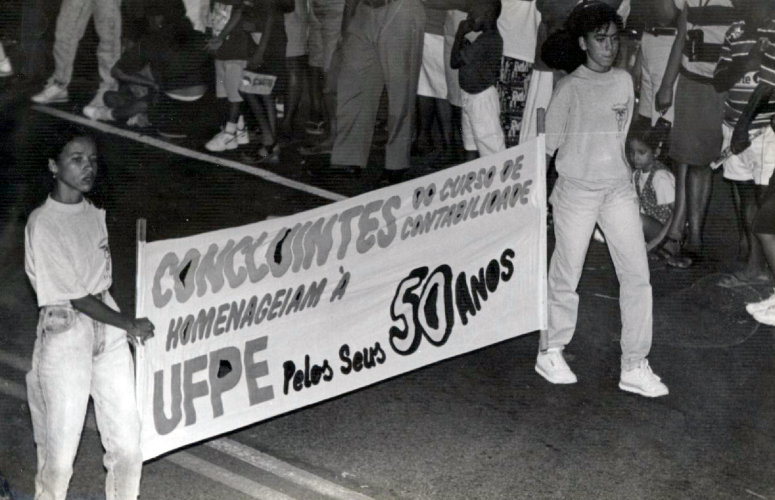 CONCLUINTES DO CURSO DE CONTABILIDADE
HOMENAGEIAM À
UFPE Pelos Seus 50 ANOS